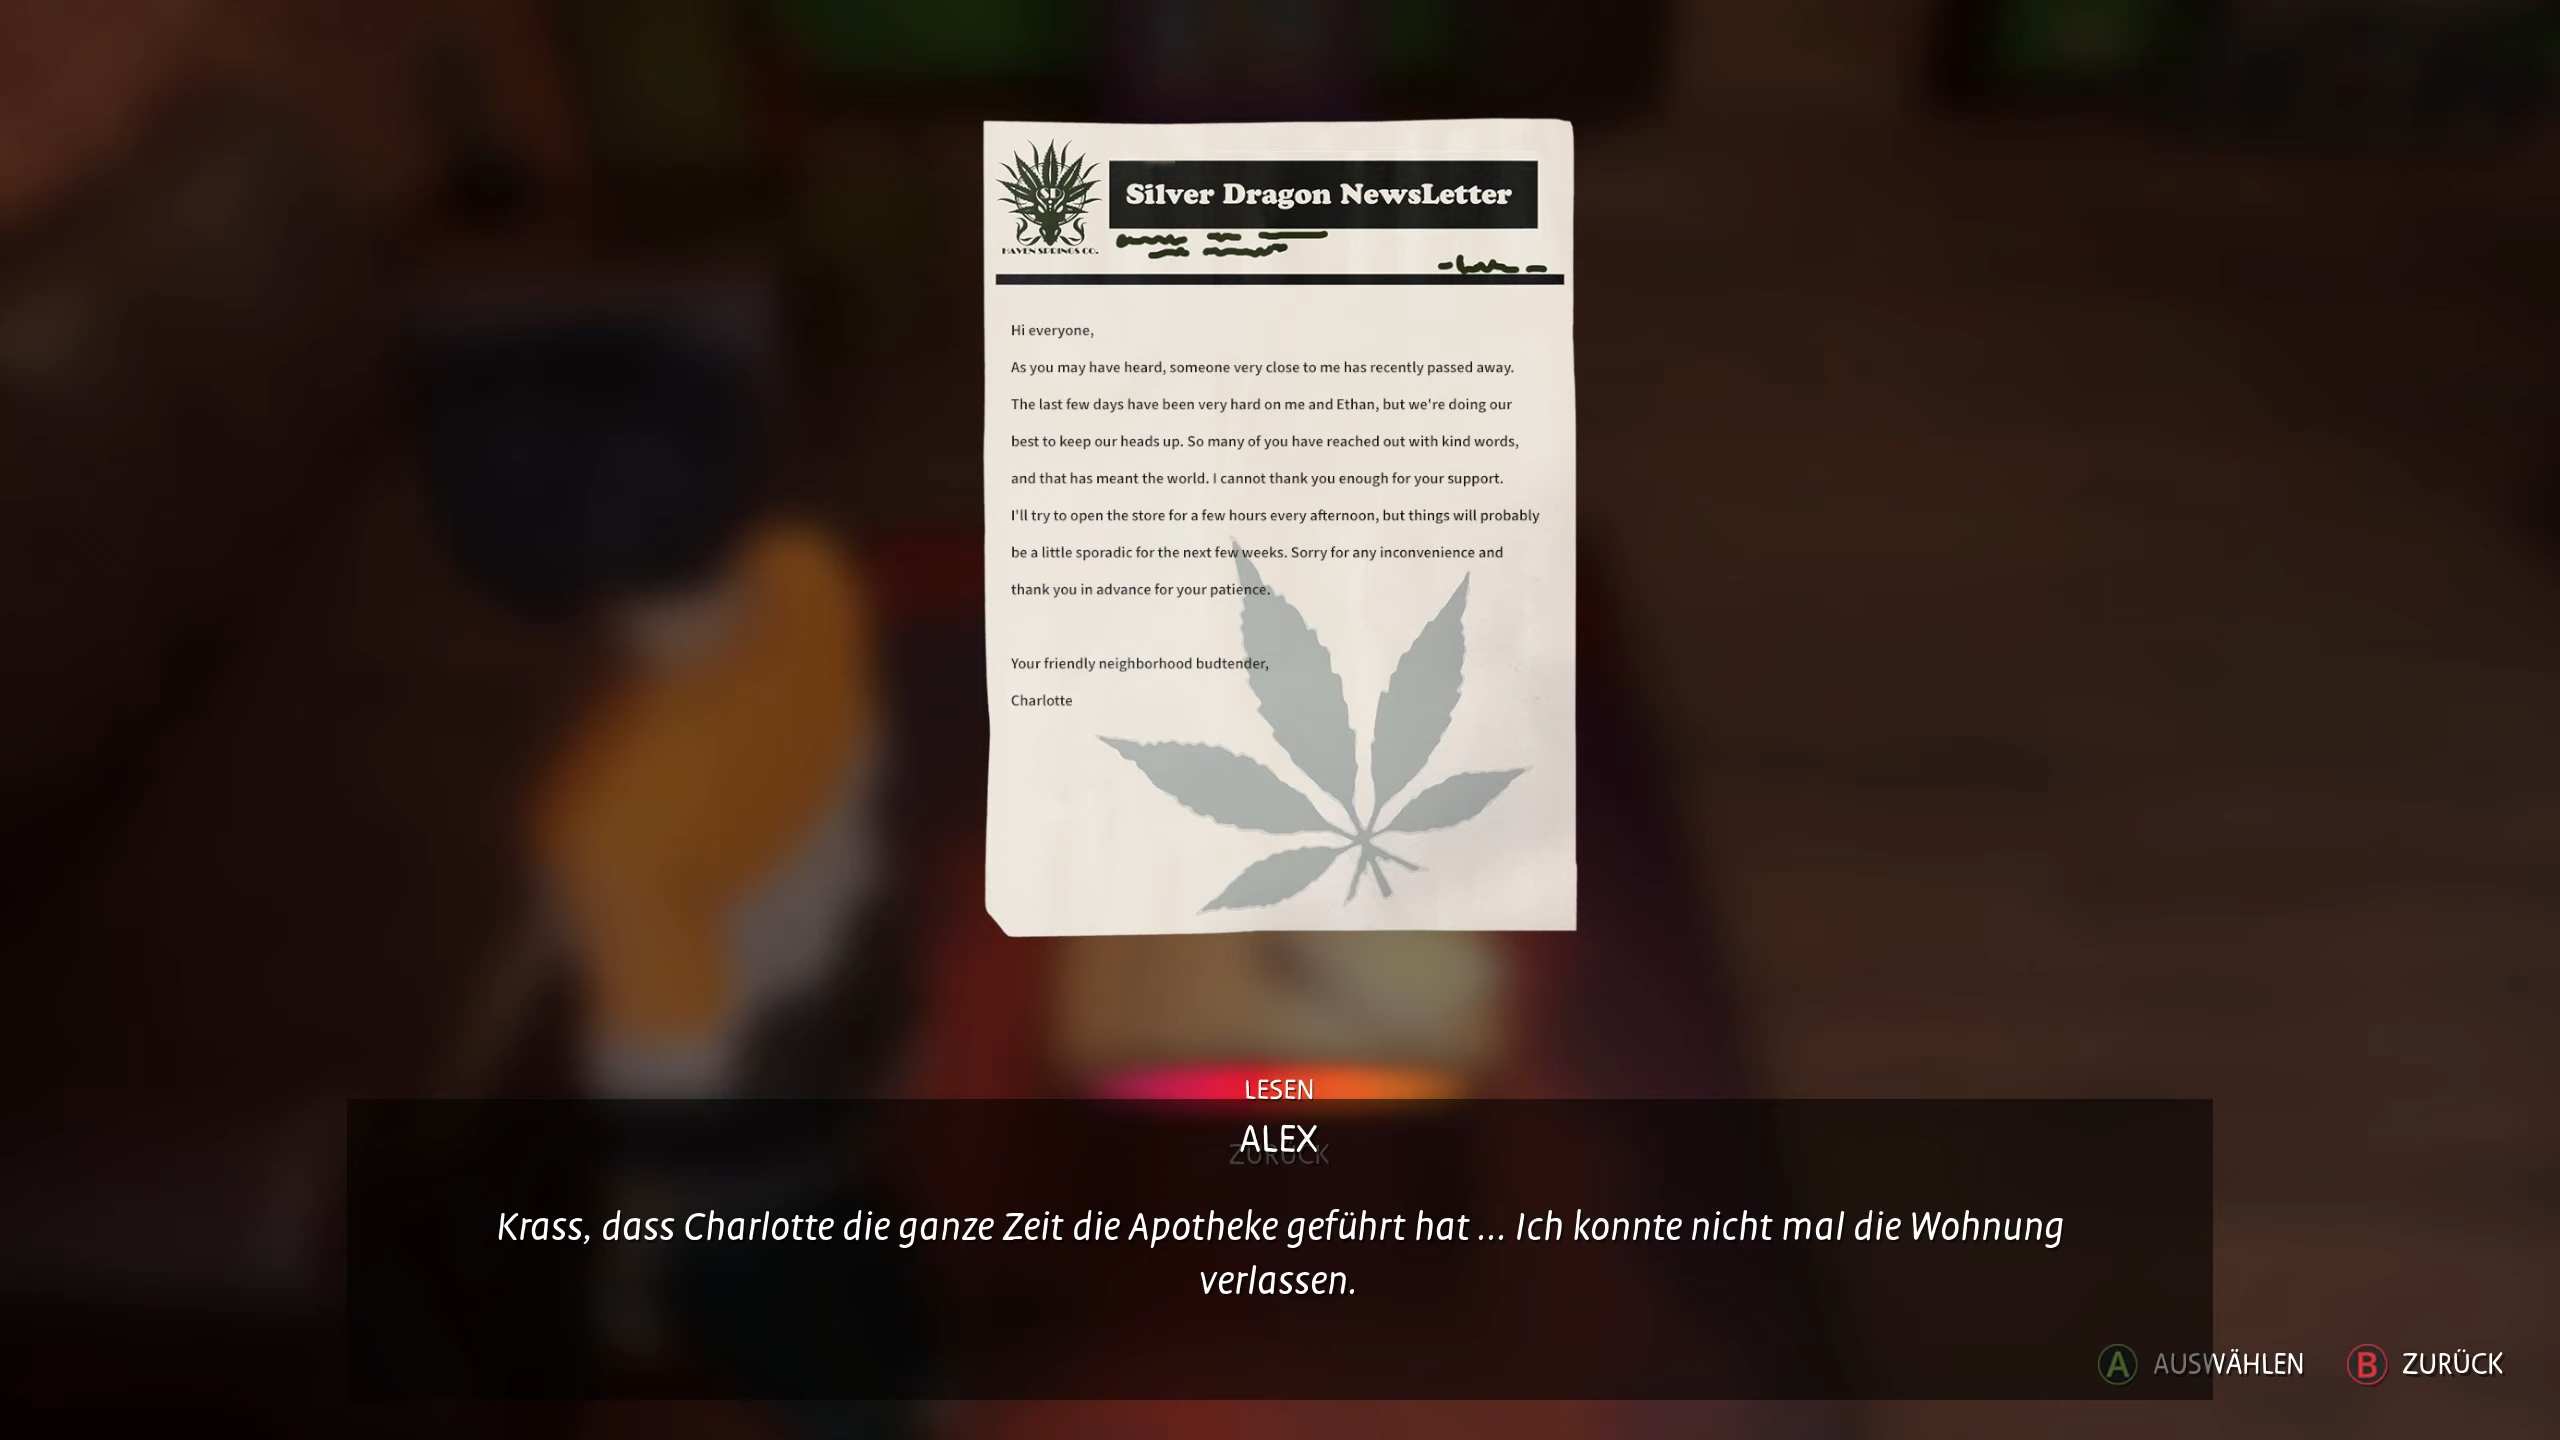 SD
HAVEN SPRINGS CO.
Silver Dragon NewsLetter
Hi everyone,
As you may have heard, someone very close to me has recently passed away.
The last few days have been very hard on me and Ethan, but we're doing our
best to keep our heads up. So many of you have reached out with kind words,
and that has meant the world. I cannot thank you enough for your support.
I'll try to open the store for a few hours every afternoon, but things will probably
be a little sporadic for the next few weeks. Sorry for any inconvenience and
thank you in advance for your patience.
Your friendly neighborhood budtender,
Charlotte
LESEN
ALEX
ZURÜCK
Krass, dass Charlotte die ganze Zeit die Apotheke geführt hat ... Ich konnte nicht mal die Wohnung
verlassen.
A AUSWÄHLEN B ZURÜCK